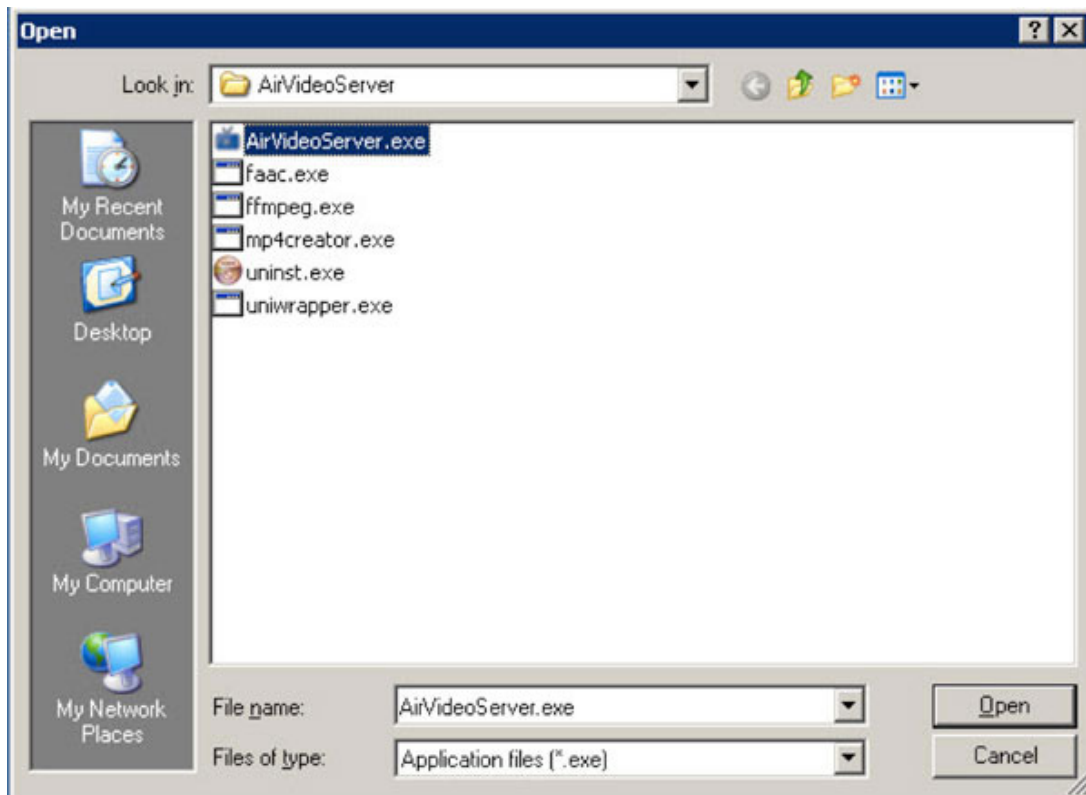 Open
Look in: AirVideoServer
AirVideoServer.exe
faac.exe
ffmpeg.exe
mp4creator.exe
uninst.exe
uniwrapper.exe
My Recent
Documents
Desktop
My Documents
My Computer
My Network
Places
File name: AirVideoServer.exe
Open
Files of type: Application files (*.exe)
Cancel